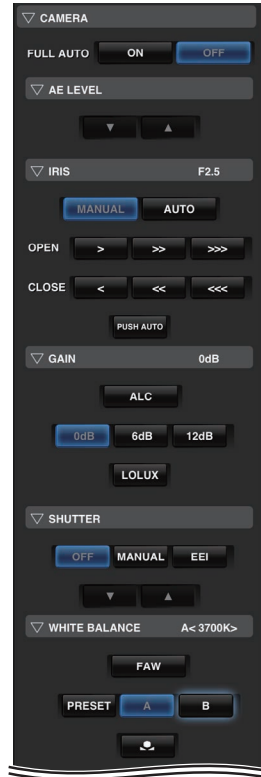 ▽ CAMERA
FULL AUTO ON OFF
▽ AE LEVEL
▼ ▲
▽ IRIS F2.5
MANUAL AUTO
OPEN > >> >>>
CLOSE < << <<<
PUSH AUTO
▽ GAIN 0dB
ALC
0dB 6dB 12dB
LOLUX
▽ SHUTTER
OFF MANUAL EEI
▼ ▲
▽ WHITE BALANCE A< 3700K>
FAW
PRESET A B